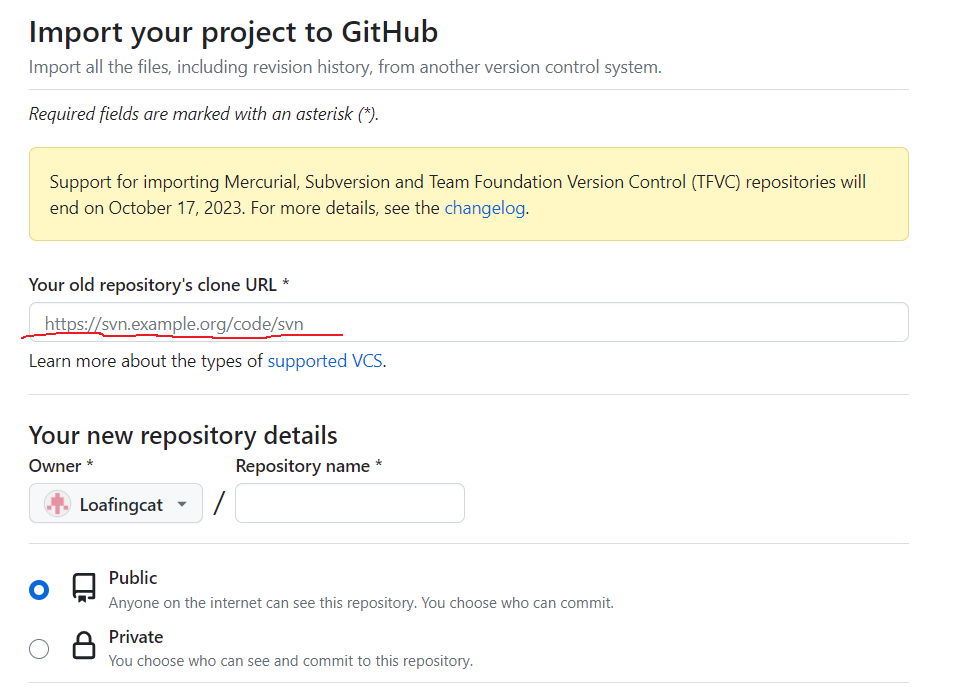 Import your project to GitHub
Import all the files, including revision history, from another version control system.
Required fields are marked with an asterisk (*).
Support for importing Mercurial, Subversion and Team Foundation Version Control (TFVC) repositories will
end on October 17, 2023. For more details, see the changelog.
Your old repository's clone URL *
https://svn.example.org/code/svn
Learn more about the types of supported VCS.
Your new repository details
Owner * Repository name *
Loafingcat /
Public
Anyone on the internet can see this repository. You choose who can commit.
Private
You choose who can see and commit to this repository.